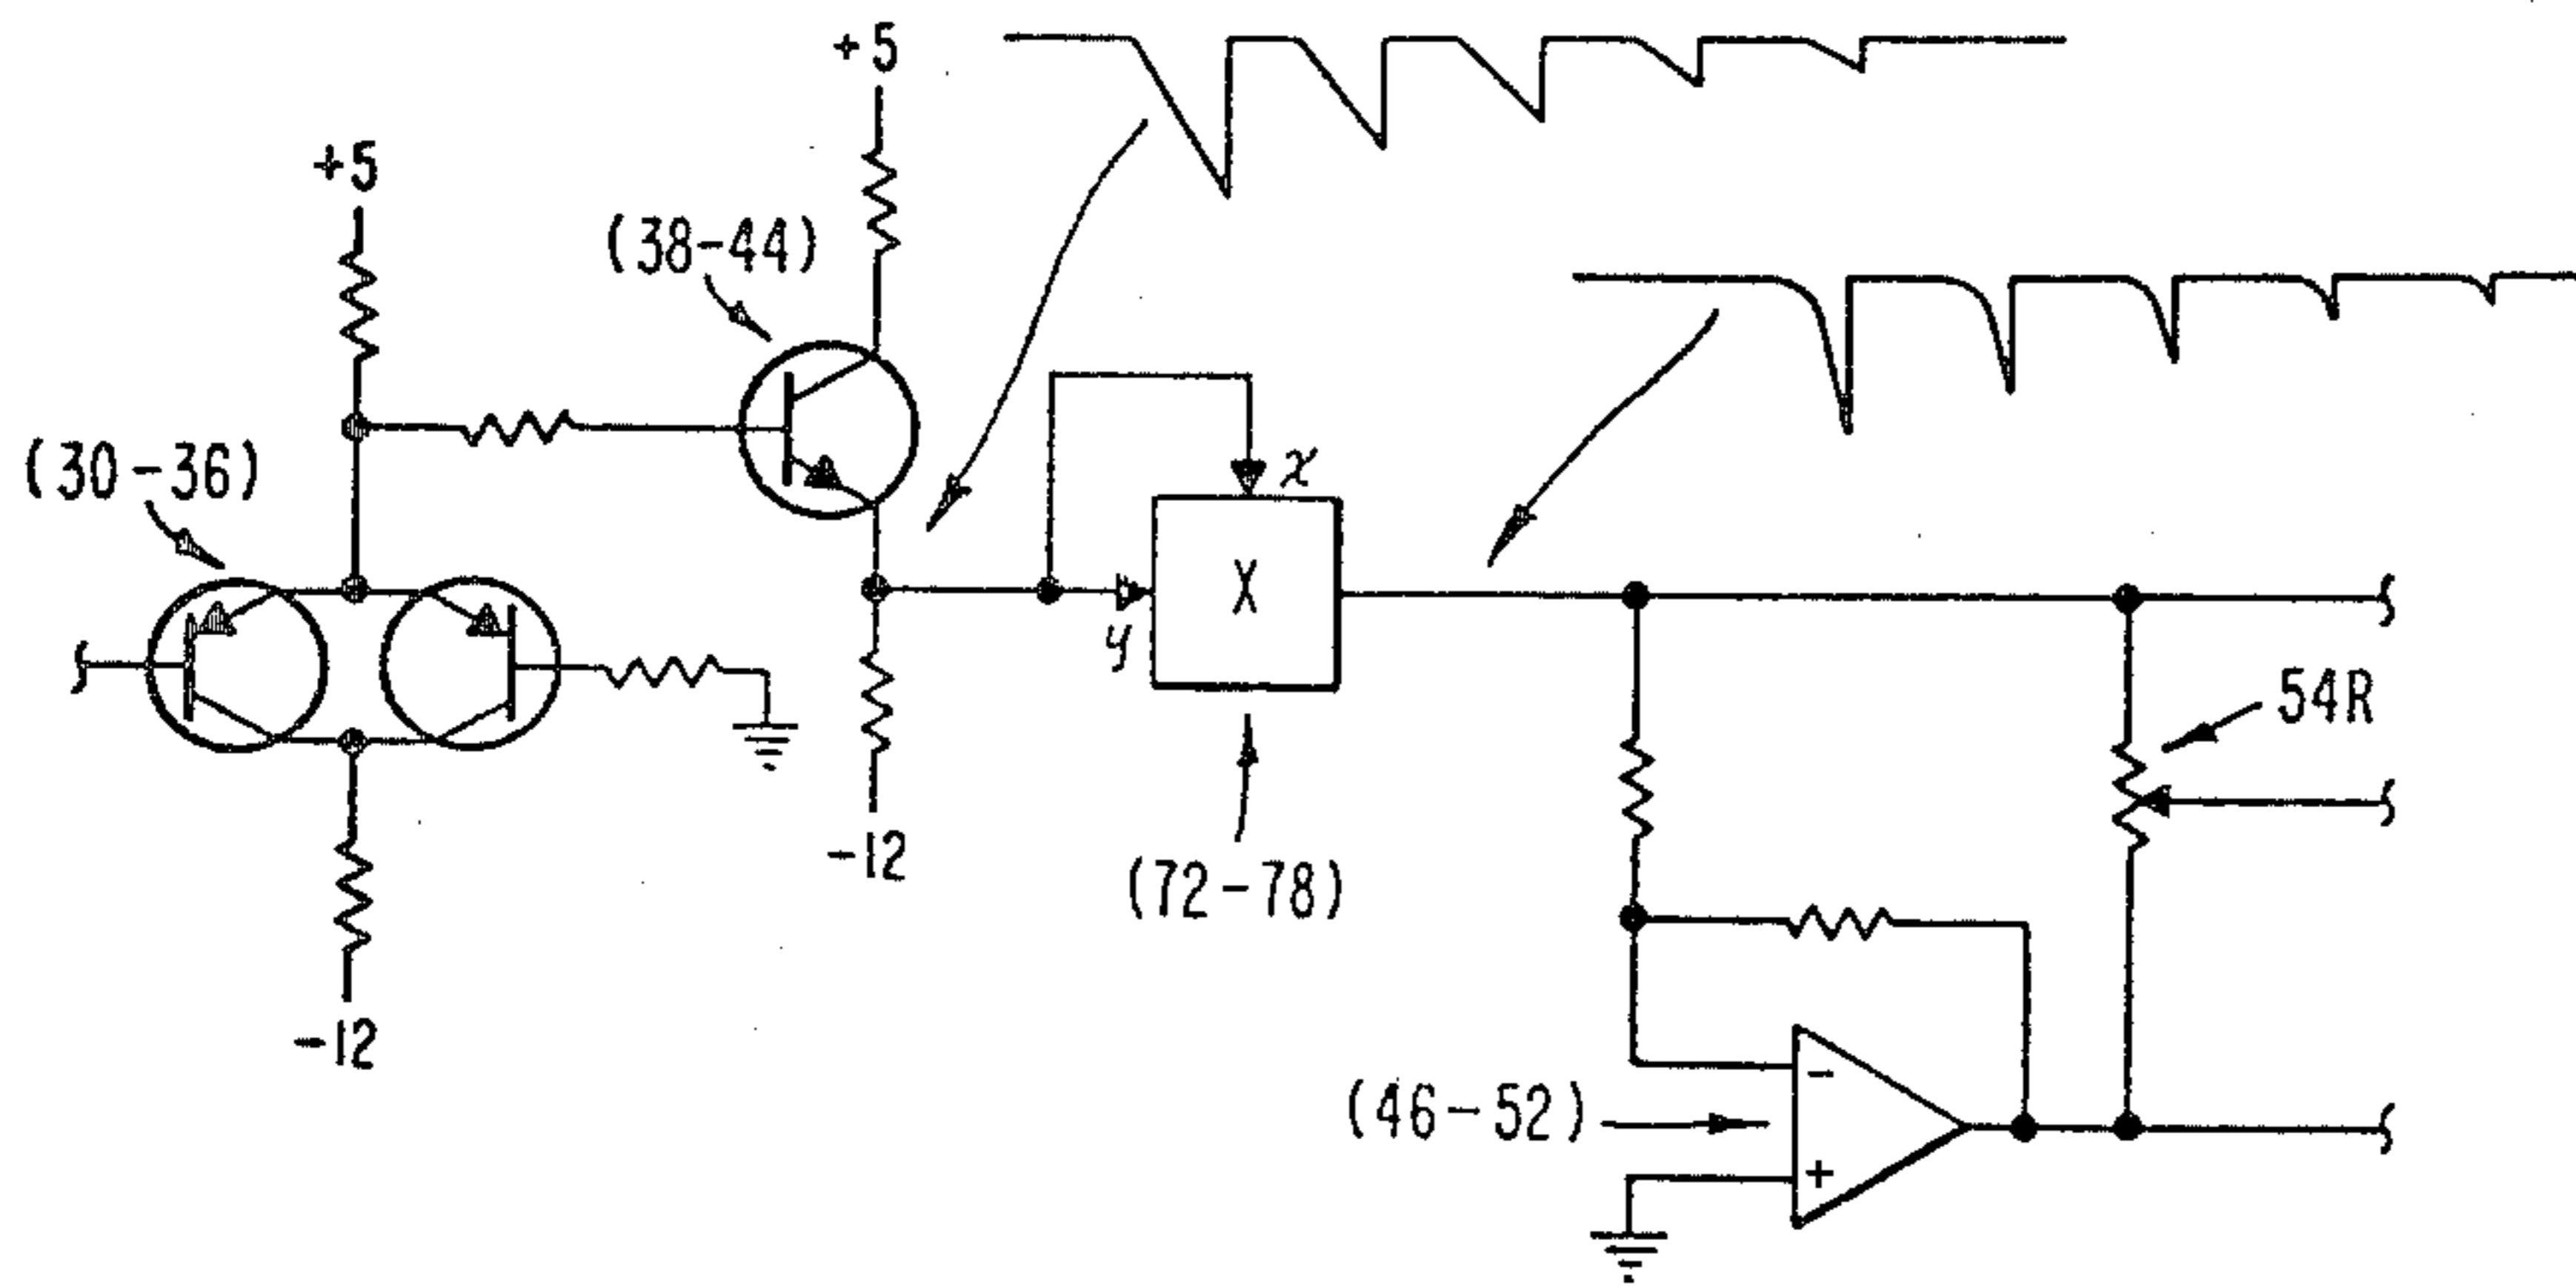 +5
+5
(38-44)
(30-36)
x
X
y
54R
-12
(72-78)
-12
(46-52)
-
+